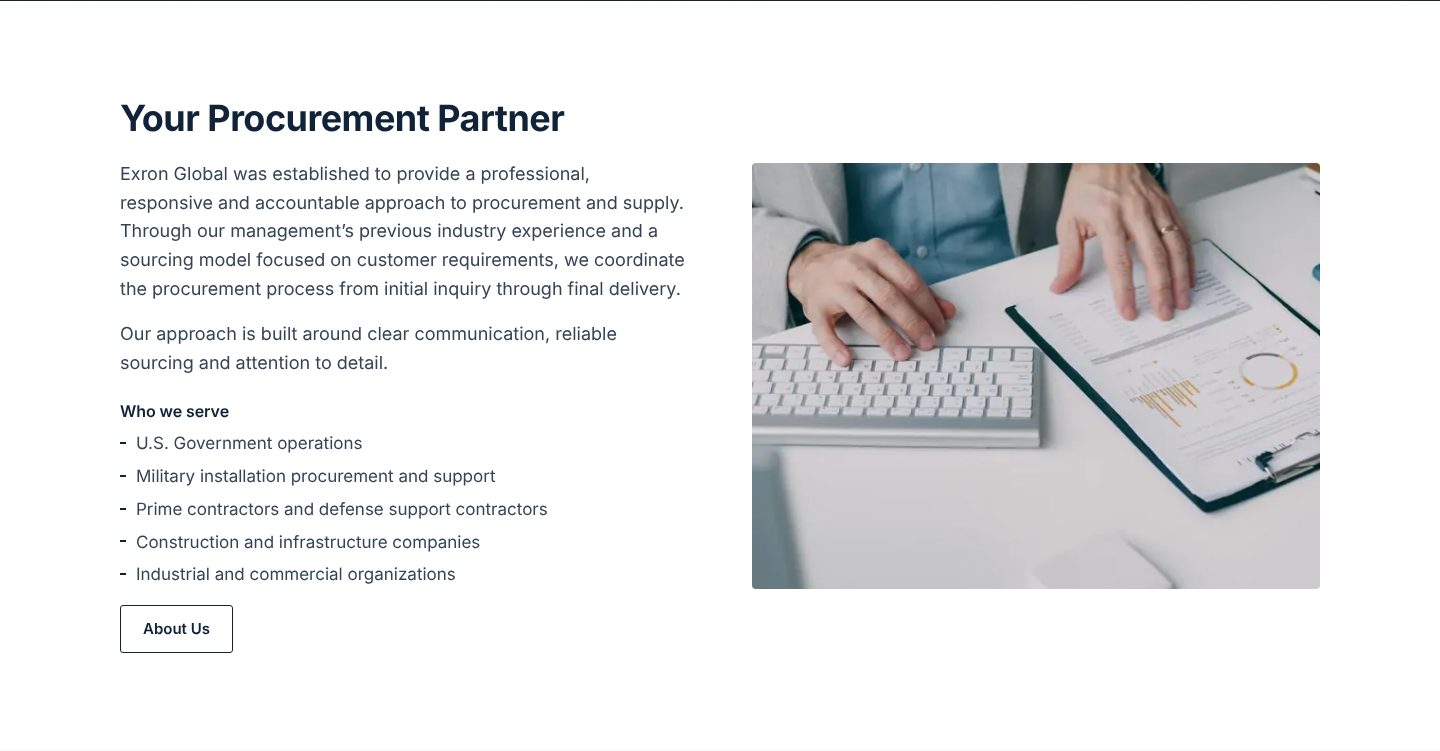 Your Procurement Partner
Exron Global was established to provide a professional,
responsive and accountable approach to procurement and supply.
Through our management’s previous industry experience and a
sourcing model focused on customer requirements, we coordinate
the procurement process from initial inquiry through final delivery.
Our approach is built around clear communication, reliable
sourcing and attention to detail.
Who we serve
- U.S. Government operations
- Military installation procurement and support
- Prime contractors and defense support contractors
- Construction and infrastructure companies
- Industrial and commercial organizations
About Us